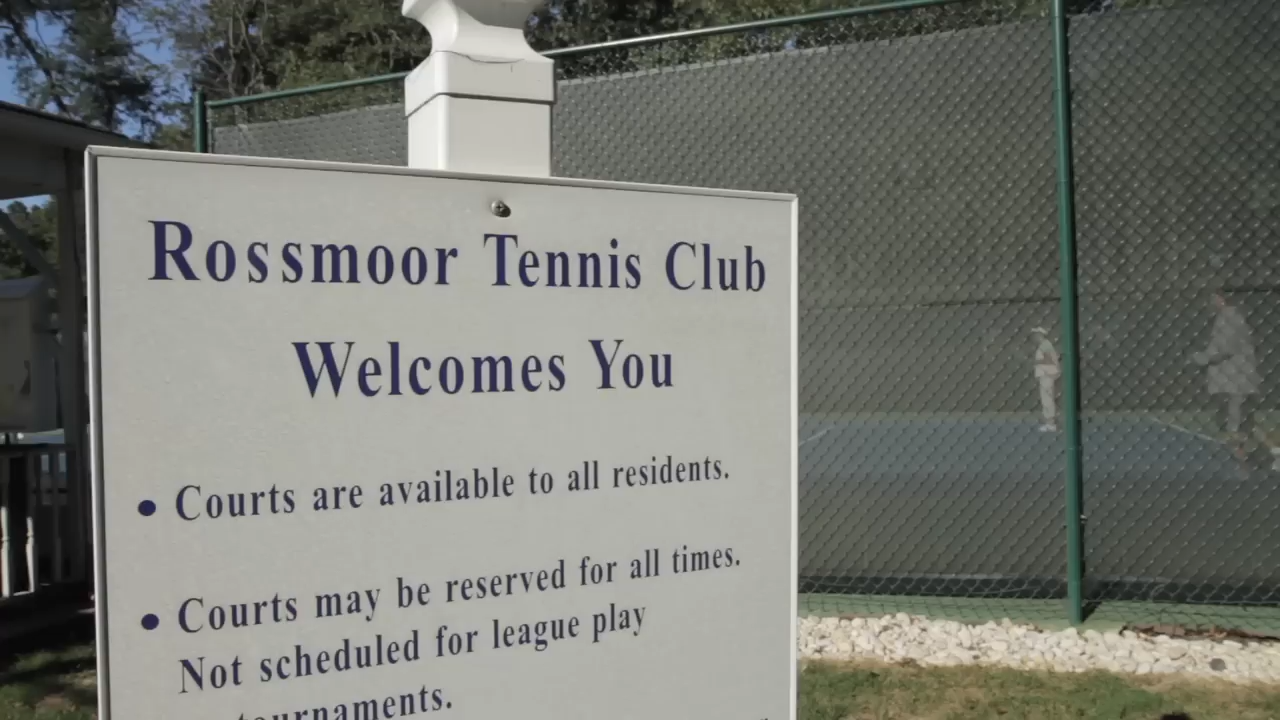 Rossmoor Tennis Club
Welcomes You
• Courts are available to all residents.
• Courts may be reserved for all times.
Not scheduled for league play
tournaments.